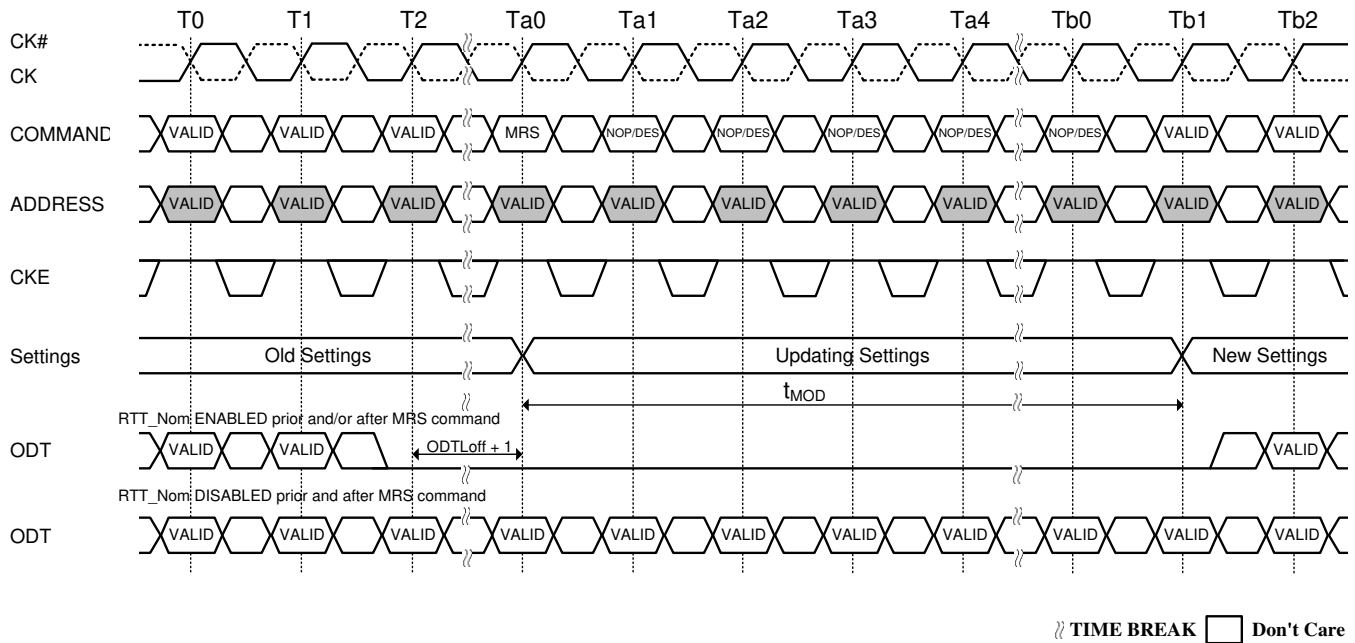 T0 T1 T2 Ta0 Ta1 Ta2 Ta3 Ta4 Tb0 Tb1 Tb2
CK#
CK
COMMAND VALID VALID VALID MRS NOP/DES NOP/DES NOP/DES NOP/DES NOP/DES VALID VALID
ADDRESS VALID VALID VALID VALID VALID VALID VALID VALID VALID VALID VALID
CKE
Settings Old Settings Updating Settings New Settings
tMOD
RTT_Nom ENABLED prior and/or after MRS command
ODT VALID VALID ODTLoff + 1 VALID
RTT_Nom DISABLED prior and after MRS command
ODT VALID VALID VALID VALID VALID VALID VALID VALID VALID VALID VALID
TIME BREAK Don't Care